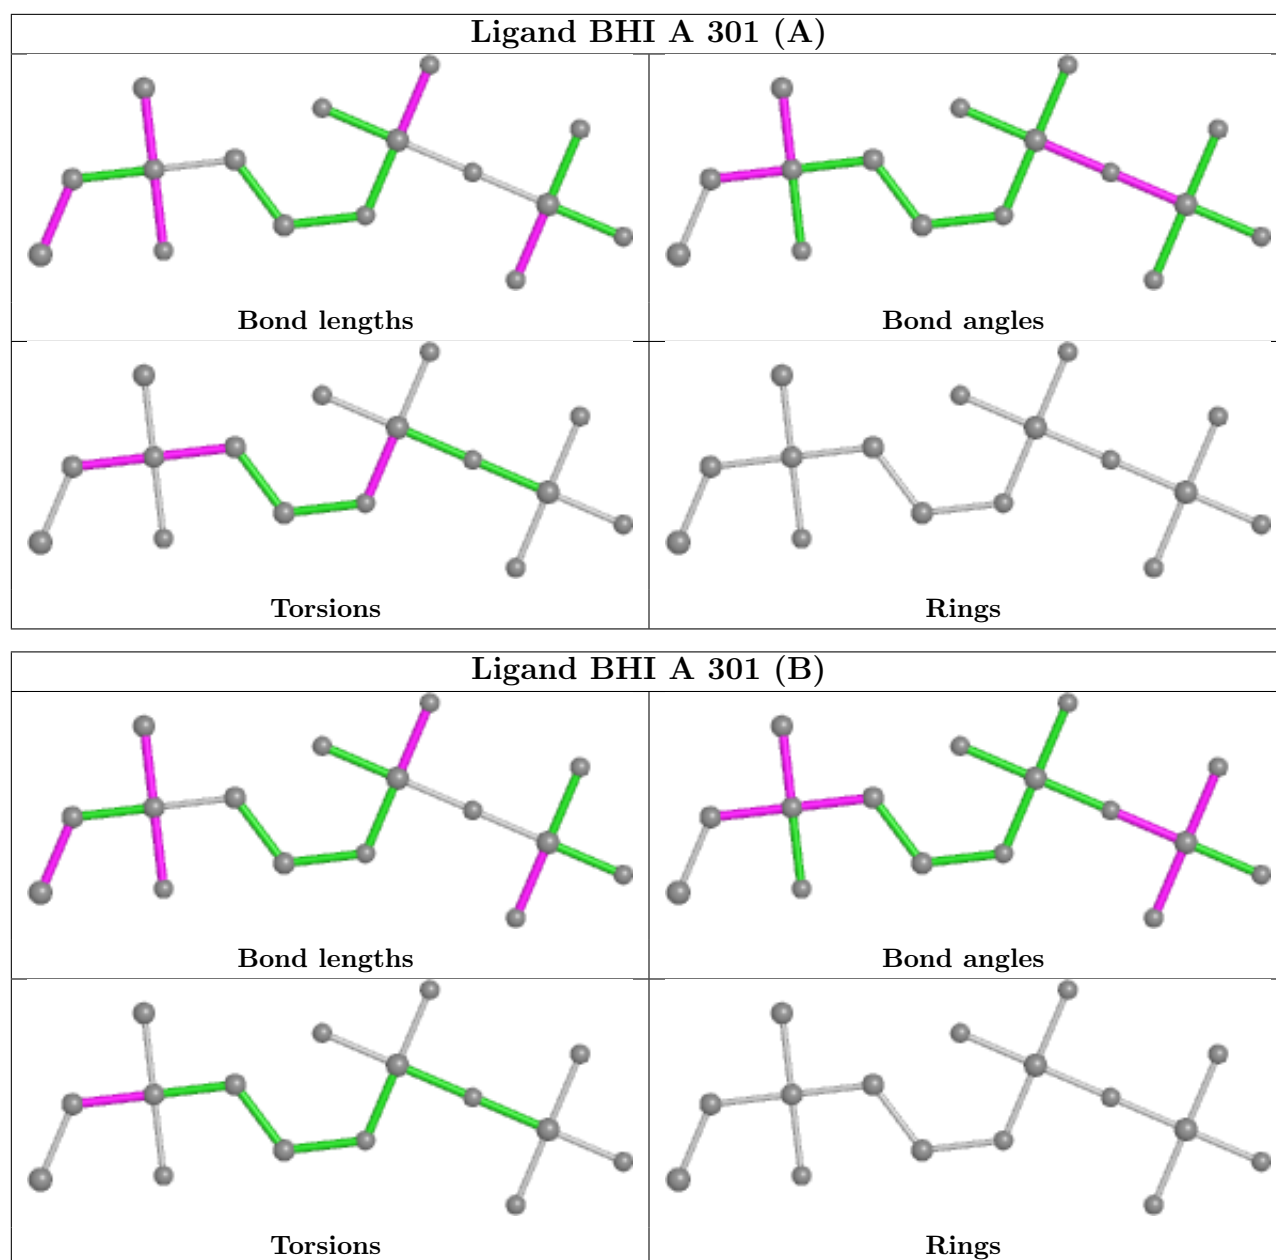 Ligand BHI A 301 (A)
Bond lengths
Bond angles
Torsions
Rings
Ligand BHI A 301 (B)
Bond lengths
Bond angles
Torsions
Rings